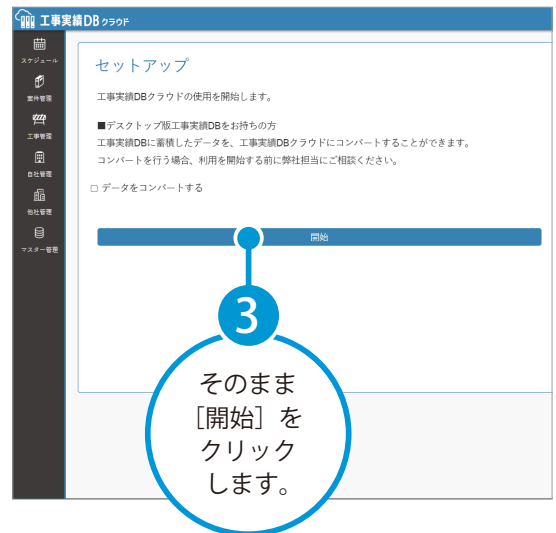 工事実績DB クラウド
スケジュール
案件管理
工事管理
自社管理
他社管理
マスター管理
セットアップ
工事実績DBクラウドの使用を開始します。
■デスクトップ版工事実績DBをお持ちの方
工事実績DBに蓄積したデータを、工事実績DBクラウドにコンバートすることができます。
コンバートを行う場合、利用を開始する前に弊社担当にご相談ください。
データをコンバートする
開始
3
そのまま
［開始］を
クリック
します。